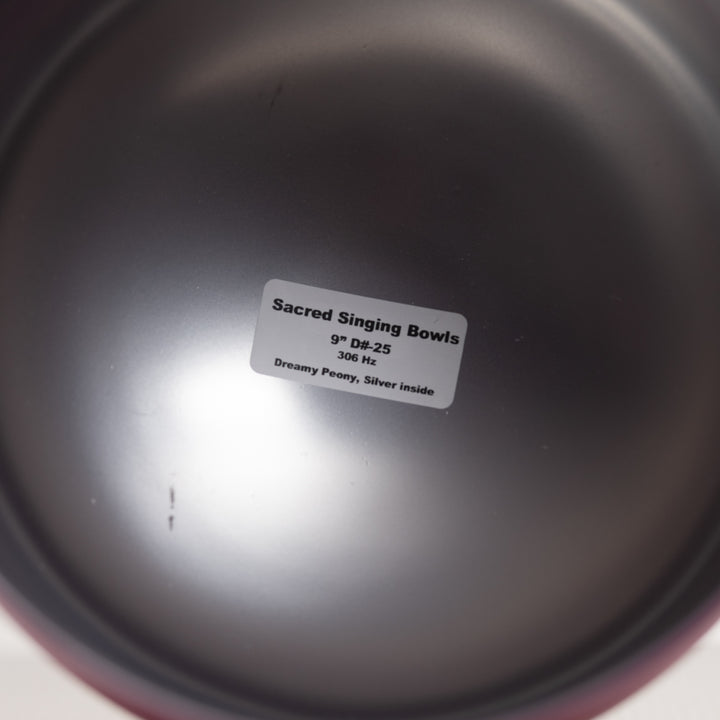 Sacred Singing Bowls
9" D#-25
306 Hz
Dreamy Peony, Silver inside